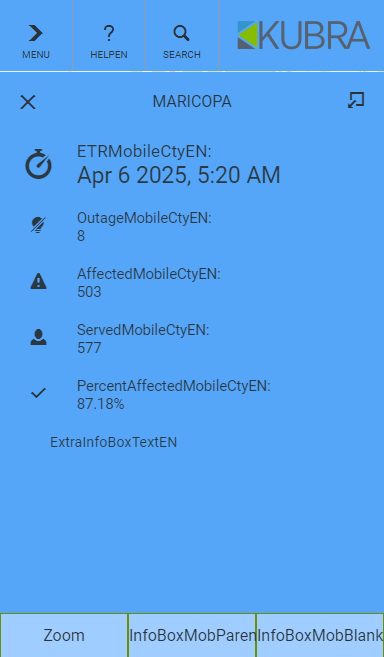 MENU
HELPEN
SEARCH
KUBRA
MARICOPA
ETRMobileCtyEN:
Apr 6 2025, 5:20 AM
OutageMobileCtyEN:
8
AffectedMobileCtyEN:
503
ServedMobileCtyEN:
577
PercentAffectedMobileCtyEN:
87.18%
ExtraInfoBoxTextEN
Zoom
InfoBoxMobParen
InfoBoxMobBlank